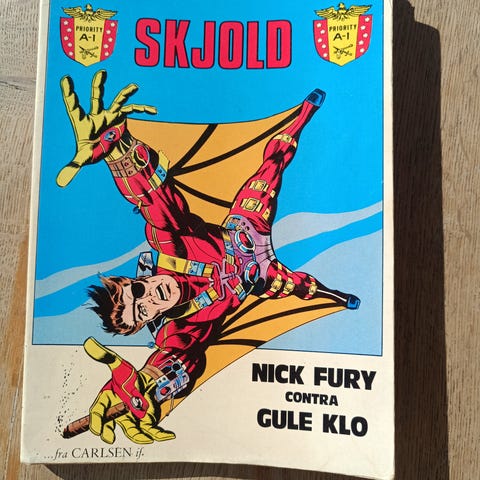 PRIORITY
A-1
PRIORITY
A-1
SKJOLD
NICK FURY
CONTRA
GULE KLO
...fra CARLSEN if.